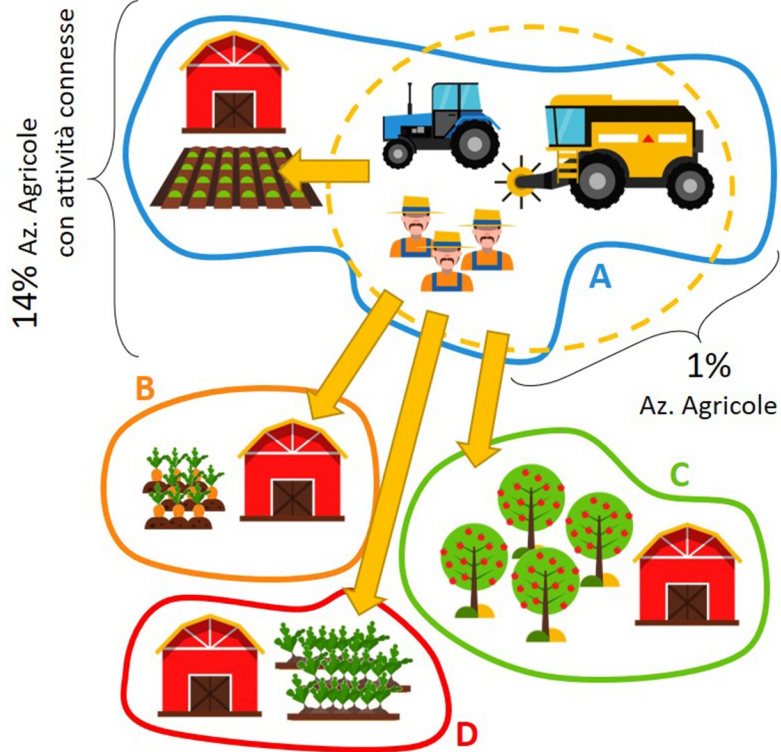 14% Az. Agricole
con attività connesse
A
1%
Az. Agricole
B
C
D